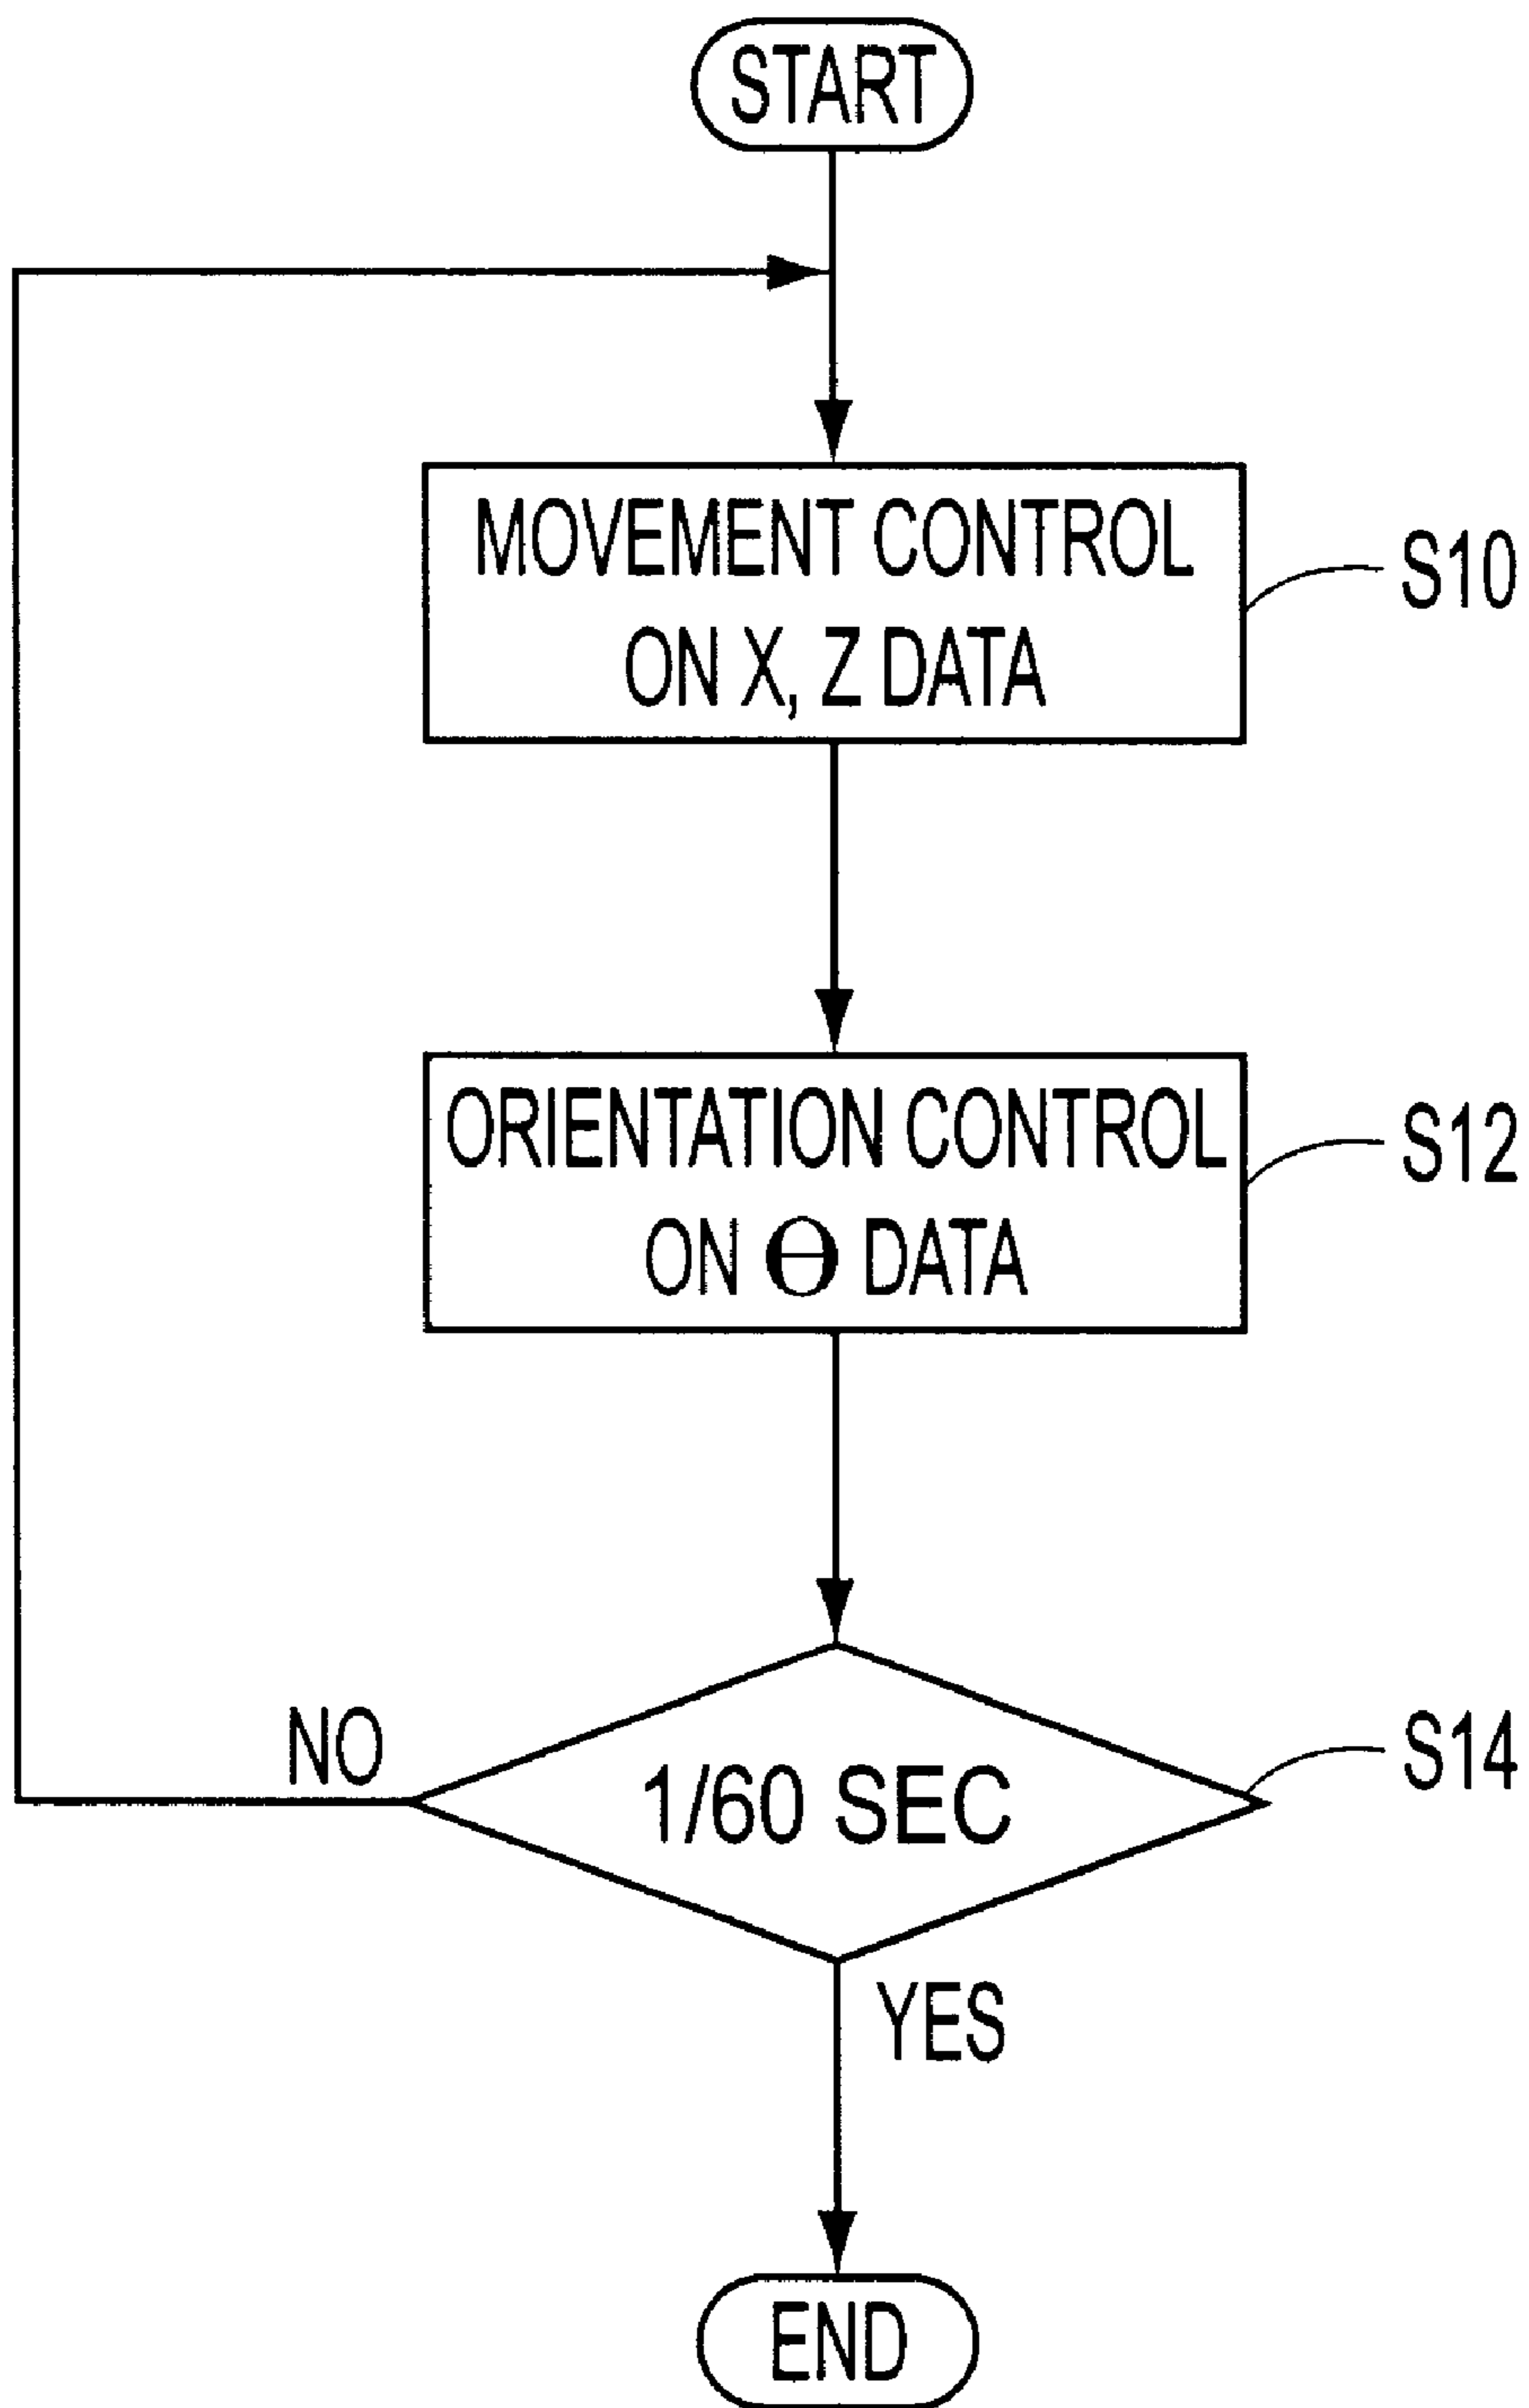 START
MOVEMENT CONTROL
ON X, Z DATA
S10
ORIENTATION CONTROL
ON Θ DATA
S12
NO
1/60 SEC
S14
YES
END